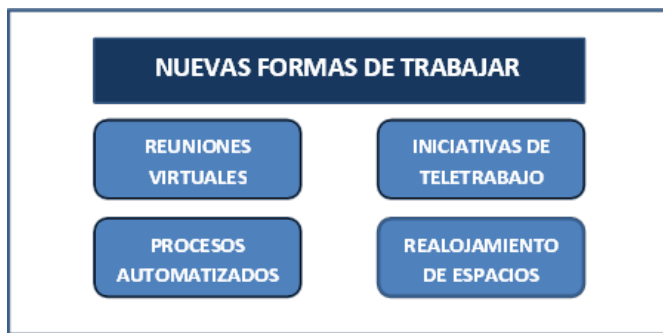 NUEVAS FORMAS DE TRABAJAR
REUNIONES
VIRTUALES
INICIATIVAS DE
TELETRABAJO
PROCESOS
AUTOMATIZADOS
REALOJAMIENTO
DE ESPACIOS